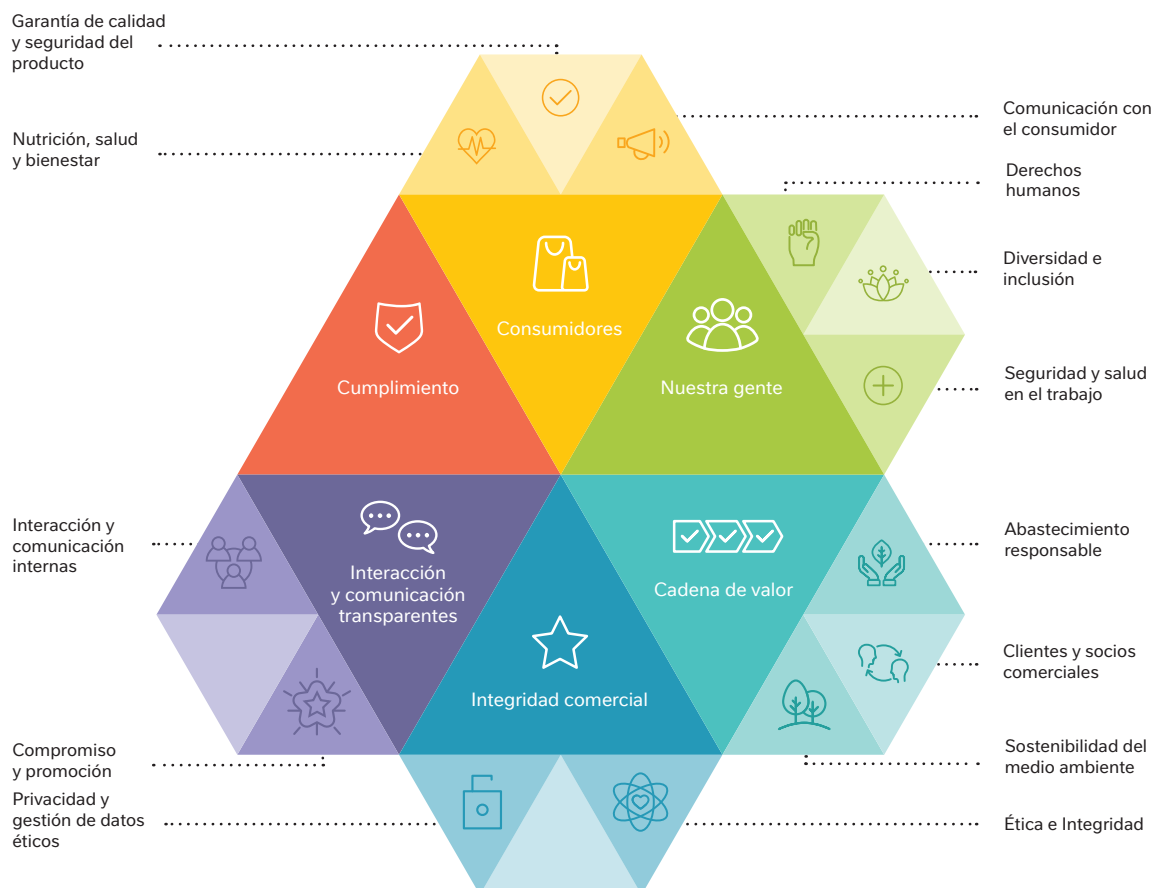 Garantía de calidad
y seguridad del
producto
Nutrición, salud
y bienestar
Comunicación con
el consumidor
Derechos
humanos
Diversidad e
inclusión
Seguridad y salud
en el trabajo
Consumidores
Cumplimiento
Nuestra gente
Interacción
y comunicación
transparentes
Cadena de valor
Integridad comercial
Interacción y
comunicación
internas
Abastecimiento
responsable
Clientes y socios
comerciales
Compromiso
y promoción
Sostenibilidad del
medio ambiente
Privacidad y
gestión de datos
éticos
Ética e Integridad